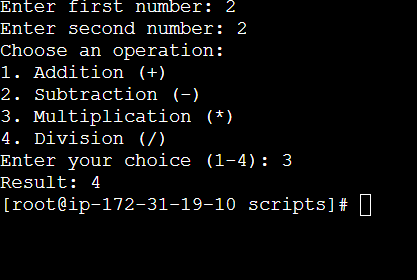 Enter first number: 2
Enter second number: 2
Choose an operation:
1. Addition (+)
2. Subtraction (-)
3. Multiplication (*)
4. Division (/)
Enter your choice (1-4): 3
Result: 4
[root@ip-172-31-19-10 scripts]#